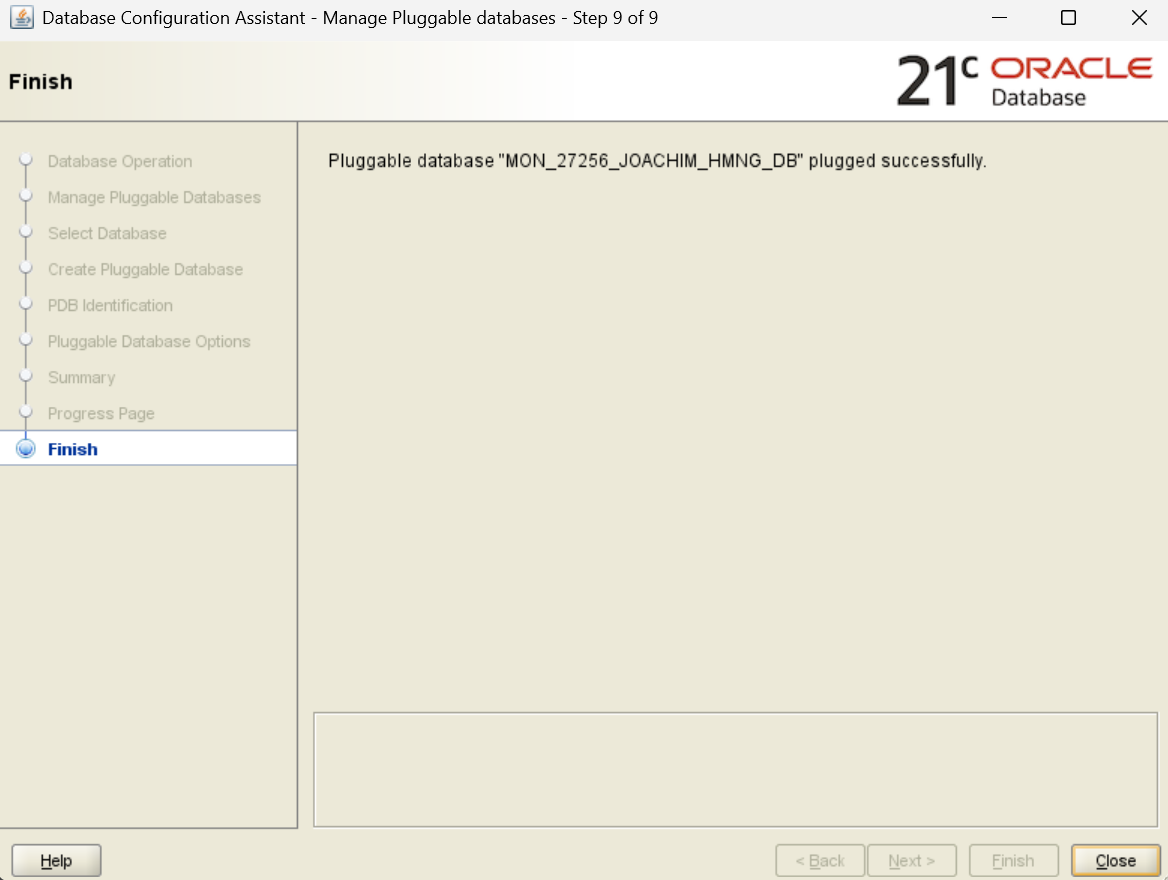 Database Configuration Assistant - Manage Pluggable databases - Step 9 of 9
Finish
21c ORACLE
Database
Database Operation
Manage Pluggable Databases
Select Database
Create Pluggable Database
PDB Identification
Pluggable Database Options
Summary
Progress Page
Finish
Pluggable database "MON_27256_JOACHIM_HMNG_DB" plugged successfully.
Help
< Back
Next >
Finish
Close